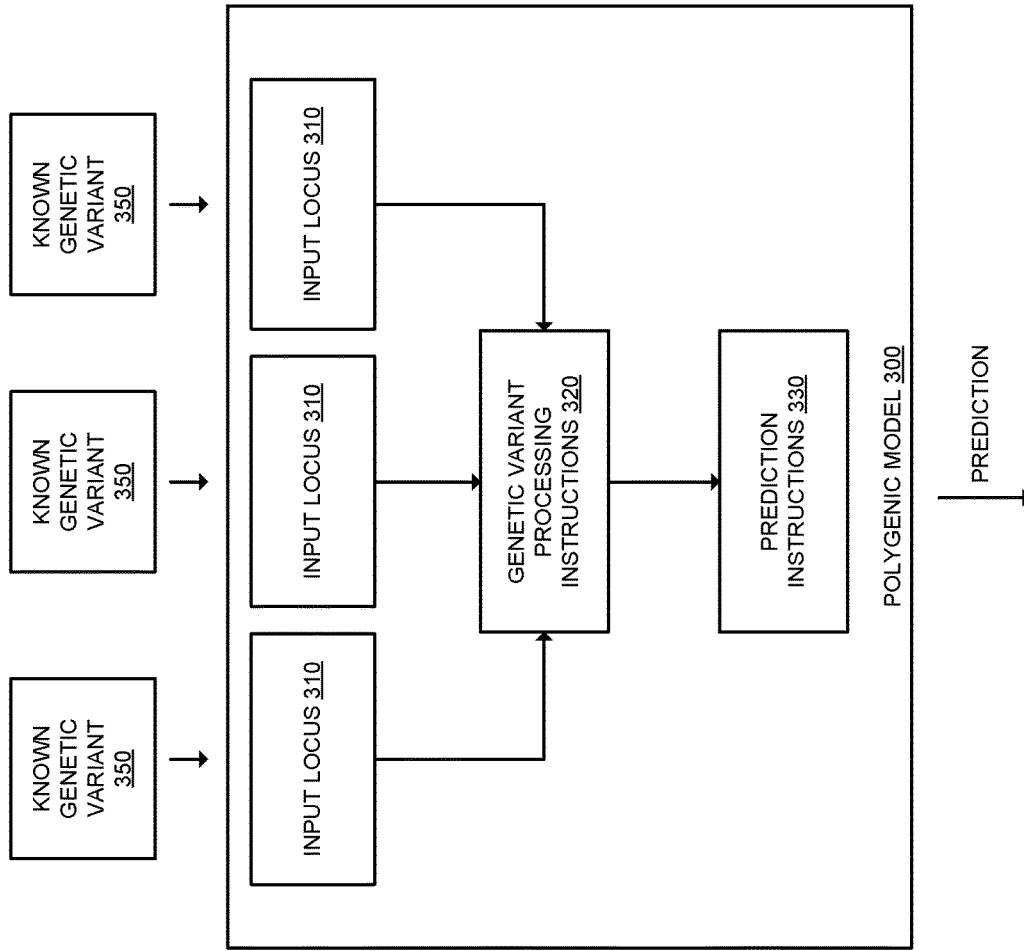 KNOWN
GENETIC
VARIANT
350
KNOWN
GENETIC
VARIANT
350
KNOWN
GENETIC
VARIANT
350
INPUT LOCUS 310
INPUT LOCUS 310
INPUT LOCUS 310
GENETIC VARIANT
PROCESSING
INSTRUCTIONS 320
PREDICTION
INSTRUCTIONS 330
POLYGENIC MODEL 300
PREDICTION